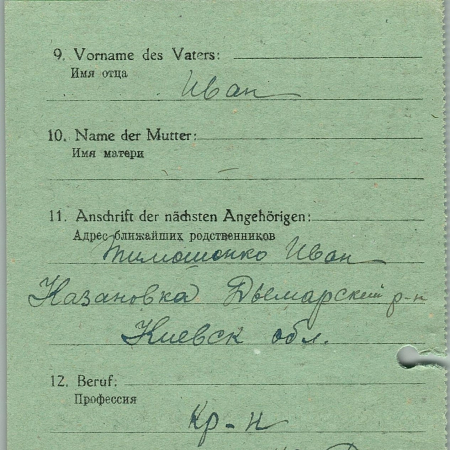 9. Vorname des Vaters:
Имя отца
Иван
10. Name der Mutter:
Имя матери
11. Anschrift der nächsten Angehörigen:
Адрес ближайших родственников
Тимошенко Иван
Казановка Дымарский р-н
Киевск обл.
12. Beruf:
Профессия
Кр-н